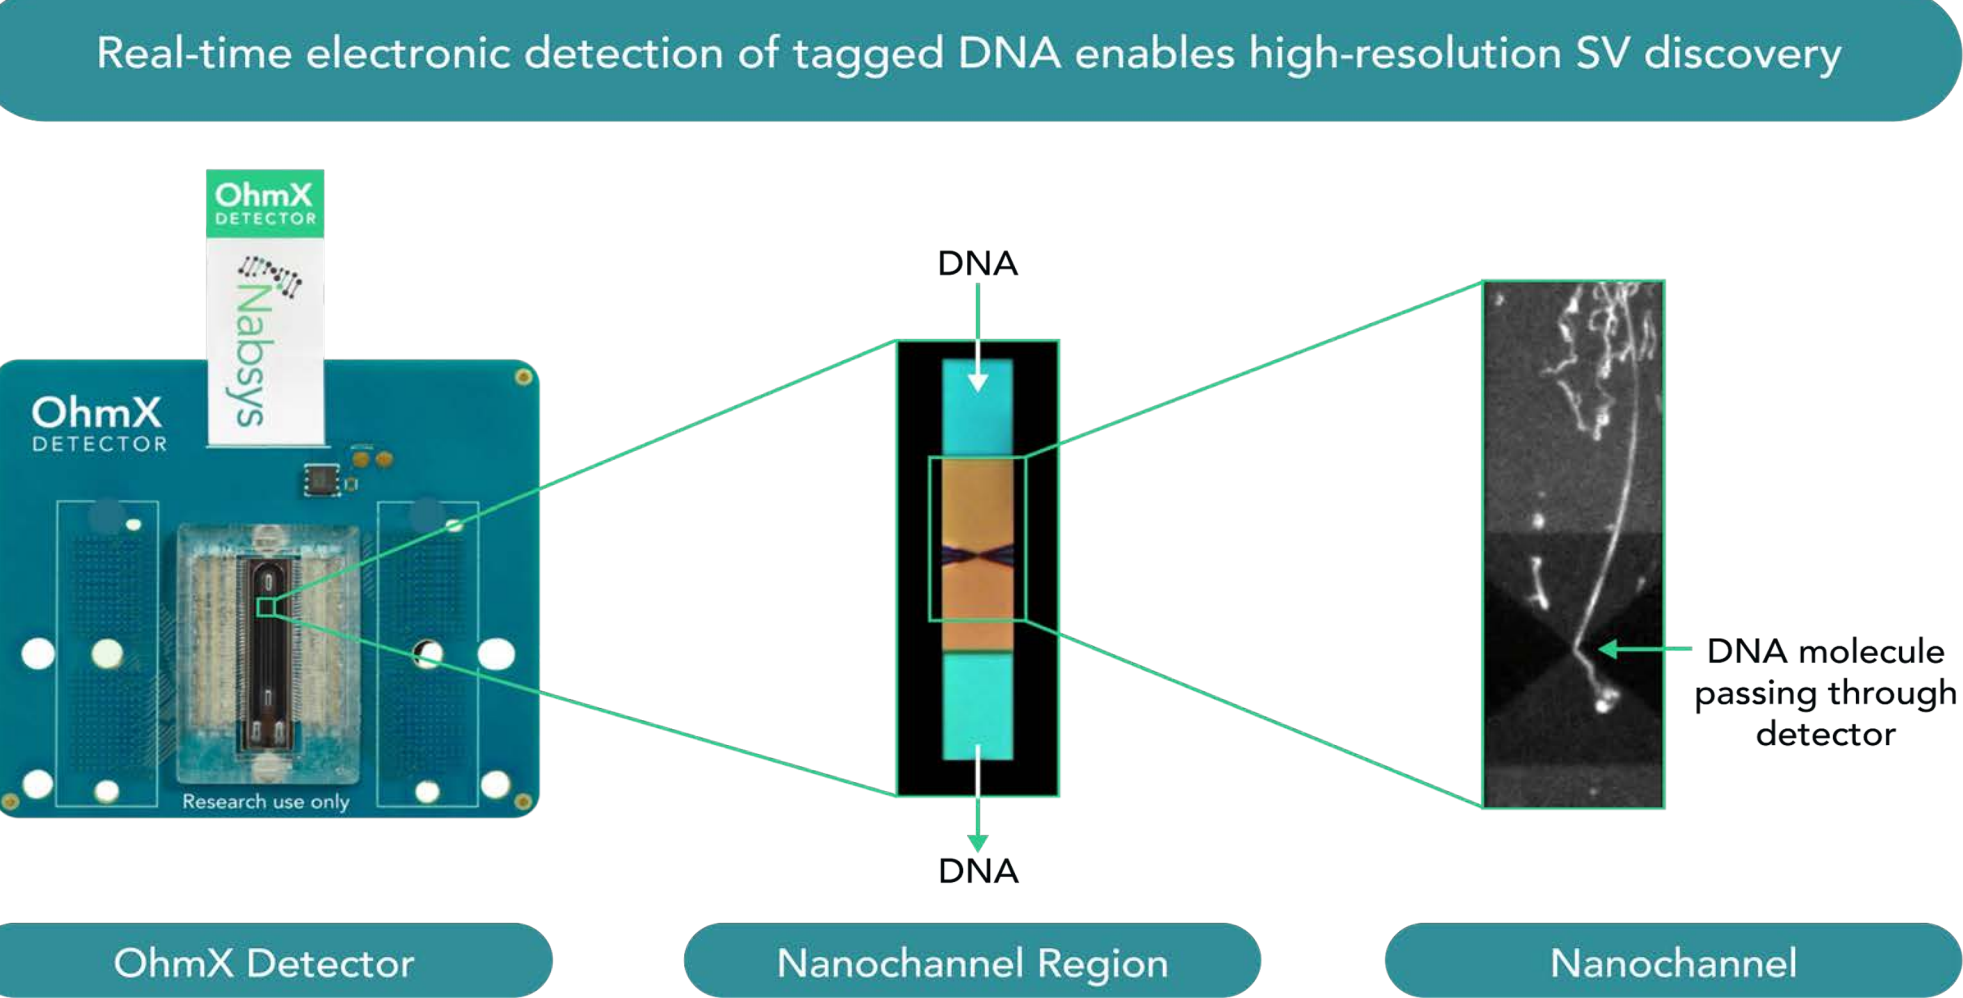 Real-time electronic detection of tagged DNA enables high-resolution SV discovery
OhmX
DETECTOR
Nabsys
OhmX
DETECTOR
Research use only
DNA
DNA
DNA molecule
passing through
detector
OhmX Detector
Nanochannel Region
Nanochannel